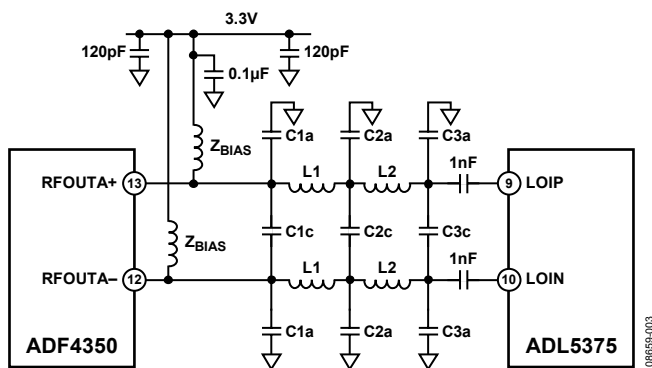 3.3V
120pF
120pF
0.1µF
C1a
C2a
C3a
Z_BIAS
1nF
L1
L2
RFOUTA+
13
9
LOIP
C1c
C2c
C3c
Z_BIAS
1nF
L1
L2
RFOUTA–
12
10
LOIN
C1a
C2a
C3a
ADF4350
ADL5375
08659-003